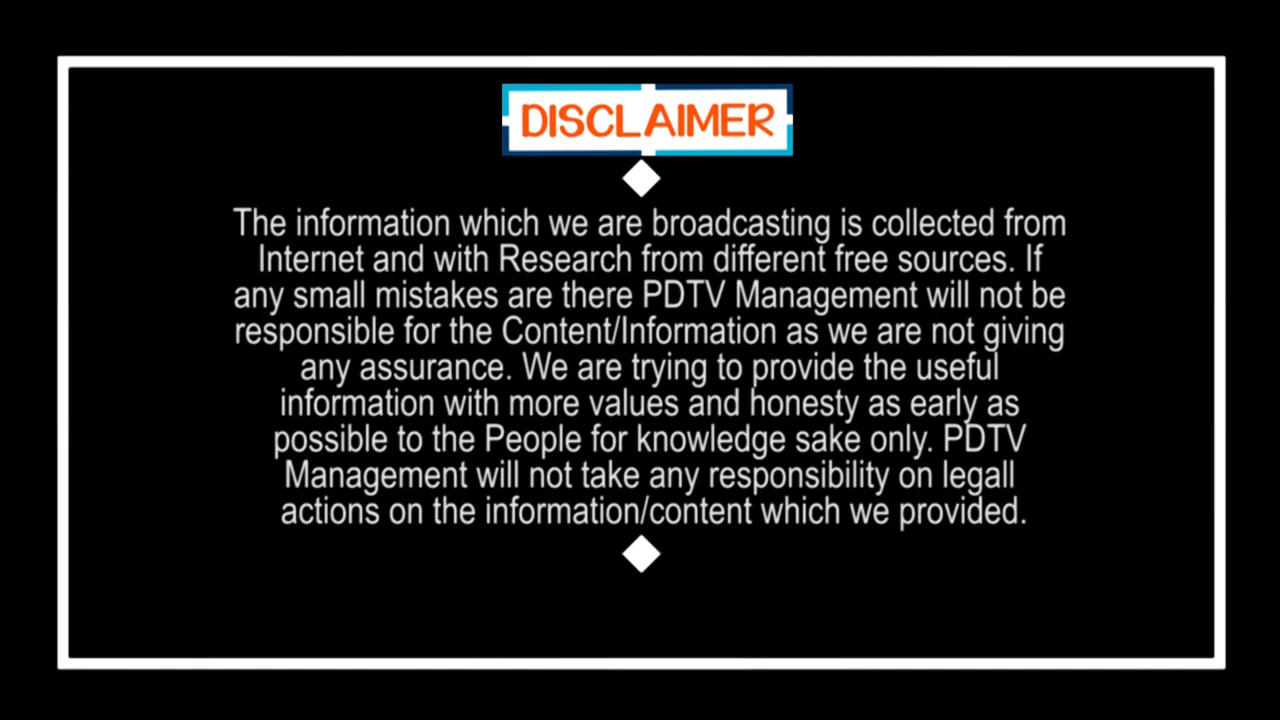 DISCLAIMER
The information which we are broadcasting is collected from
Internet and with Research from different free sources. If
any small mistakes are there PDTV Management will not be
responsible for the Content/Information as we are not giving
any assurance. We are trying to provide the useful
information with more values and honesty as early as
possible to the People for knowledge sake only. PDTV
Management will not take any responsibility on legall
actions on the information/content which we provided.